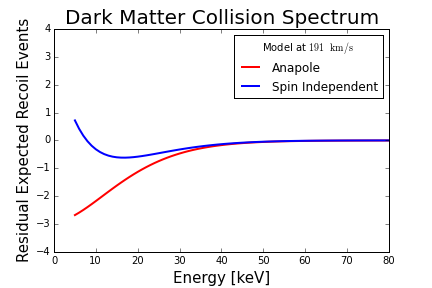 Dark Matter Collision Spectrum
Residual Expected Recoil Events
4
3
2
1
0
−1
−2
−3
−4
Model at 191 km/s
Anapole
Spin Independent
0 10 20 30 40 50 60 70 80
Energy [keV]